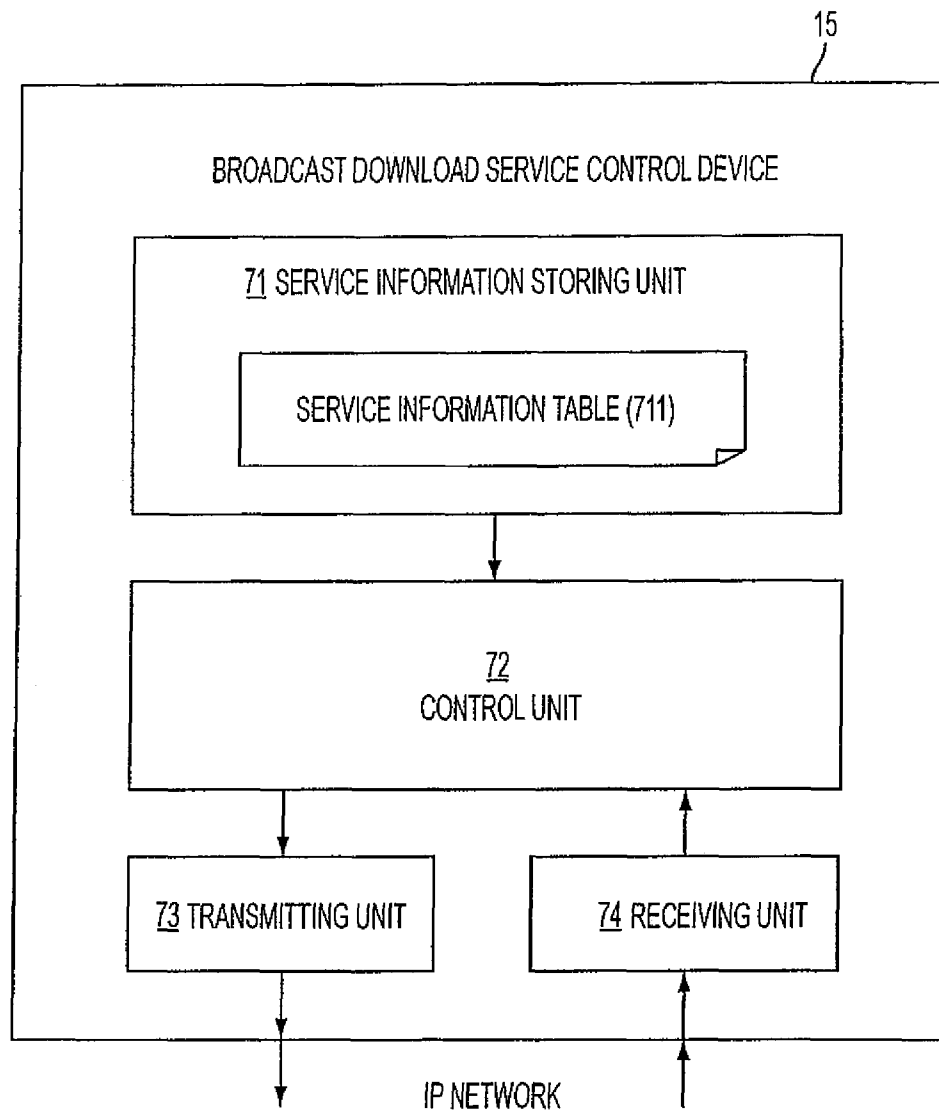 15
BROADCAST DOWNLOAD SERVICE CONTROL DEVICE
71 SERVICE INFORMATION STORING UNIT
SERVICE INFORMATION TABLE (711)
72
CONTROL UNIT
73 TRANSMITTING UNIT
74 RECEIVING UNIT
IP NETWORK